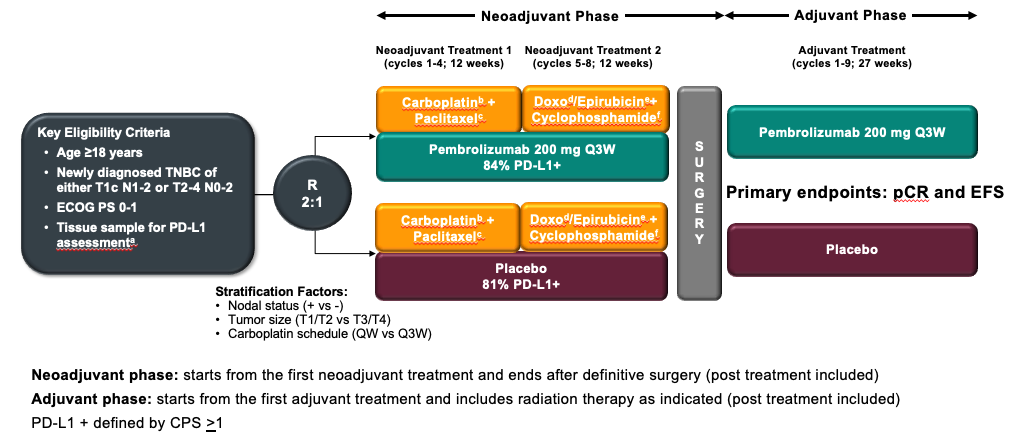 Neoadjuvant Phase
Adjuvant Phase
Neoadjuvant Treatment 1
(cycles 1-4; 12 weeks)
Neoadjuvant Treatment 2
(cycles 5-8; 12 weeks)
Adjuvant Treatment
(cycles 1-9; 27 weeks)
Key Eligibility Criteria
• Age ≥18 years
• Newly diagnosed TNBC of
either T1c N1-2 or T2-4 N0-2
• ECOG PS 0-1
• Tissue sample for PD-L1
assessmentᵃ
R
2:1
Carboplatinᵇ +
Paclitaxelᶜ
Doxoᵈ/Epirubicinᵉ+
Cyclophosphamideᶠ
Pembrolizumab 200 mg Q3W
84% PD-L1+
Carboplatinᵇ +
Paclitaxelᶜ
Doxoᵈ/Epirubicinᵉ +
Cyclophosphamideᶠ
Placebo
81% PD-L1+
SURGERY
Pembrolizumab 200 mg Q3W
Primary endpoints: pCR and EFS
Placebo
Stratification Factors:
• Nodal status (+ vs -)
• Tumor size (T1/T2 vs T3/T4)
• Carboplatin schedule (QW vs Q3W)
Neoadjuvant phase: starts from the first neoadjuvant treatment and ends after definitive surgery (post treatment included)
Adjuvant phase: starts from the first adjuvant treatment and includes radiation therapy as indicated (post treatment included)
PD-L1 + defined by CPS ≥1